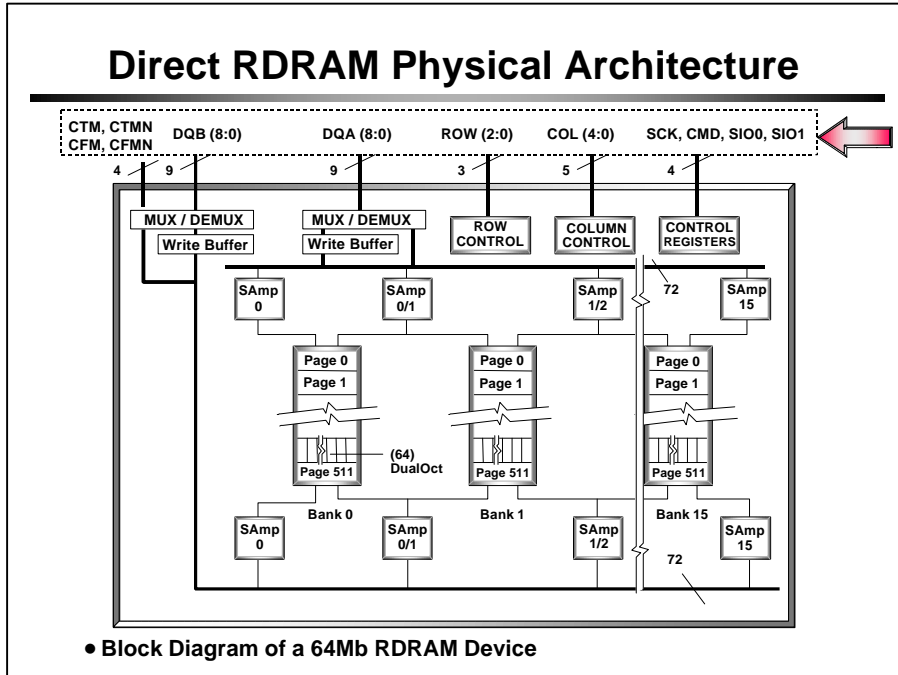 Direct RDRAM Physical Architecture
CTM, CTMN
CFM, CFMN
DQB (8:0)
DQA (8:0)
ROW (2:0)
COL (4:0)
SCK, CMD, SIO0, SIO1
4
9
9
3
5
4
MUX / DEMUX
Write Buffer
MUX / DEMUX
Write Buffer
ROW
CONTROL
COLUMN
CONTROL
CONTROL
REGISTERS
72
SAmp
0
SAmp
0/1
SAmp
1/2
SAmp
15
Page 0
Page 1
Page 511
Page 0
Page 1
Page 511
Page 0
Page 1
Page 511
(64)
DualOct
Bank 0
Bank 1
Bank 15
SAmp
0
SAmp
0/1
SAmp
1/2
SAmp
15
72
• Block Diagram of a 64Mb RDRAM Device